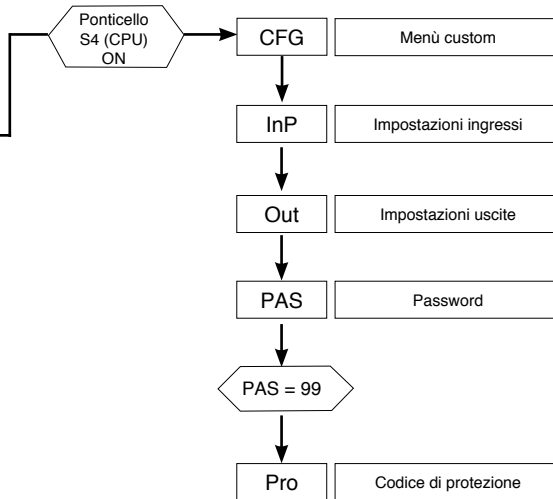 Ponticello
S4 (CPU)
ON
CFG
Menù custom
InP
Impostazioni ingressi
Out
Impostazioni uscite
PAS
Password
PAS = 99
Pro
Codice di protezione